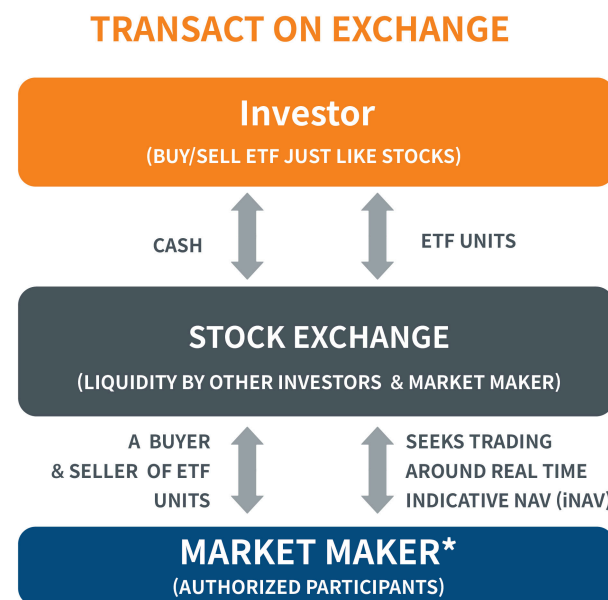 TRANSACT ON EXCHANGE
Investor
(BUY/SELL ETF JUST LIKE STOCKS)
CASH
ETF UNITS
STOCK EXCHANGE
(LIQUIDITY BY OTHER INVESTORS & MARKET MAKER)
A BUYER
& SELLER OF ETF
UNITS
SEEKS TRADING
AROUND REAL TIME
INDICATIVE NAV (iNAV)
MARKET MAKER*
(AUTHORIZED PARTICIPANTS)